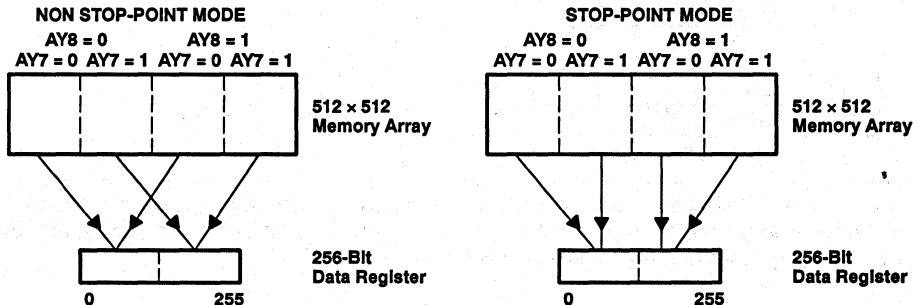 NON STOP-POINT MODE
AY8 = 0 AY8 = 1
AY7 = 0 AY7 = 1 AY7 = 0 AY7 = 1
512 × 512
Memory Array
256-Bit
Data Register
0 255
STOP-POINT MODE
AY8 = 0 AY8 = 1
AY7 = 0 AY7 = 1 AY7 = 0 AY7 = 1
512 × 512
Memory Array
256-Bit
Data Register
0 255